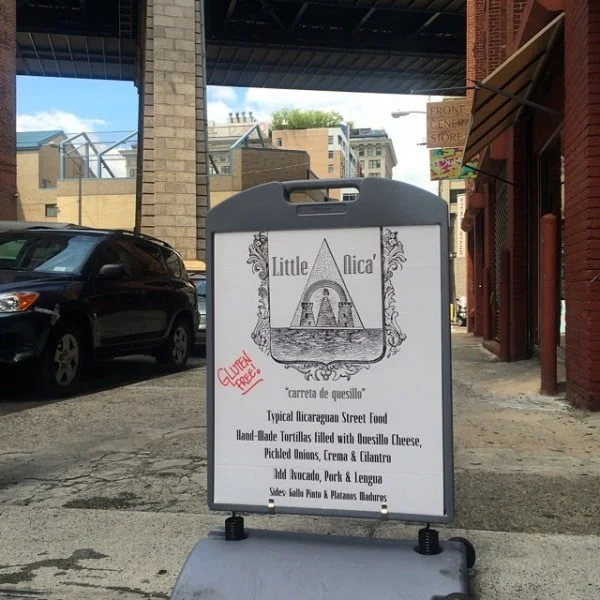 FRONT
GENERAL
STORE
Little Nica'
GLUTEN
FREE!
"carreta de quesillo"
Typical Nicaraguan Street Food
Hand-Made Tortillas filled with Quesillo Cheese,
Pickled Onions, Crema & Cilantro
Add Avocado, Pork & Lengua
Sides: Gallo Pinto & Platanos Maduros